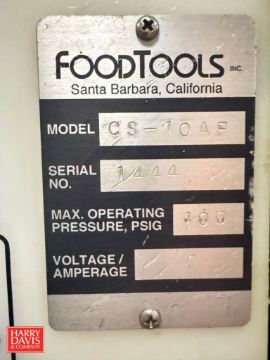 FOODTOOLS INC.
Santa Barbara, California
MODEL CS-10AF
SERIAL NO. 1444
MAX. OPERATING PRESSURE, PSIG 100
VOLTAGE / AMPERAGE /
HARRY
DAVIS
& COMPANY